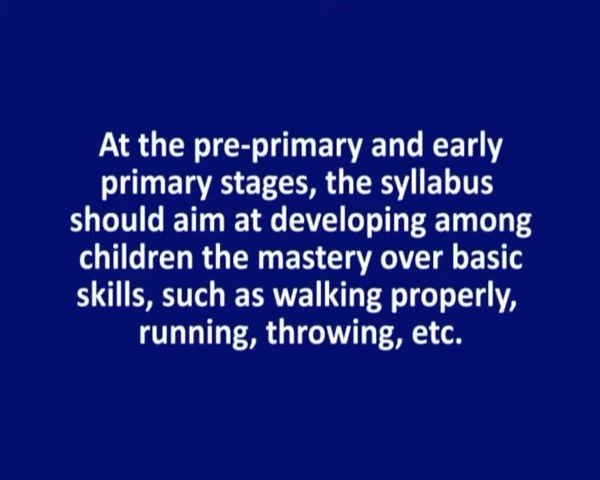 At the pre-primary and early
primary stages, the syllabus
should aim at developing among
children the mastery over basic
skills, such as walking properly,
running, throwing, etc.